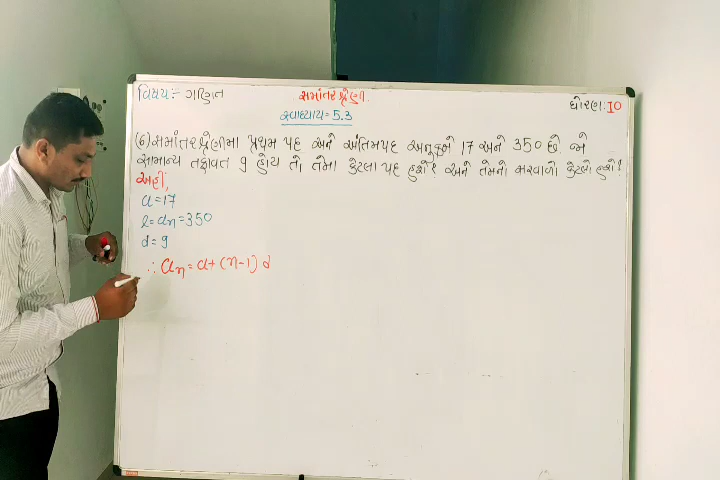 વિષય:- ગણિત
સમાંતર શ્રેણી.
ધોરણ: 10
સ્વાધ્યાય= 5.3
(6) સમાંતર શ્રેણીમા પ્રથમ પદ અને અંતિમપદ અનુક્રમે 17 અને 350 છે જો
સામાન્ય તફાવત 9 હોય તો તેમા કેટલા પદ હશે? અને તેમનો સરવાળો કેટલો હશે?
અહીં,
a=17
l=an=350
d=9
∴ an = a+(n-1) d